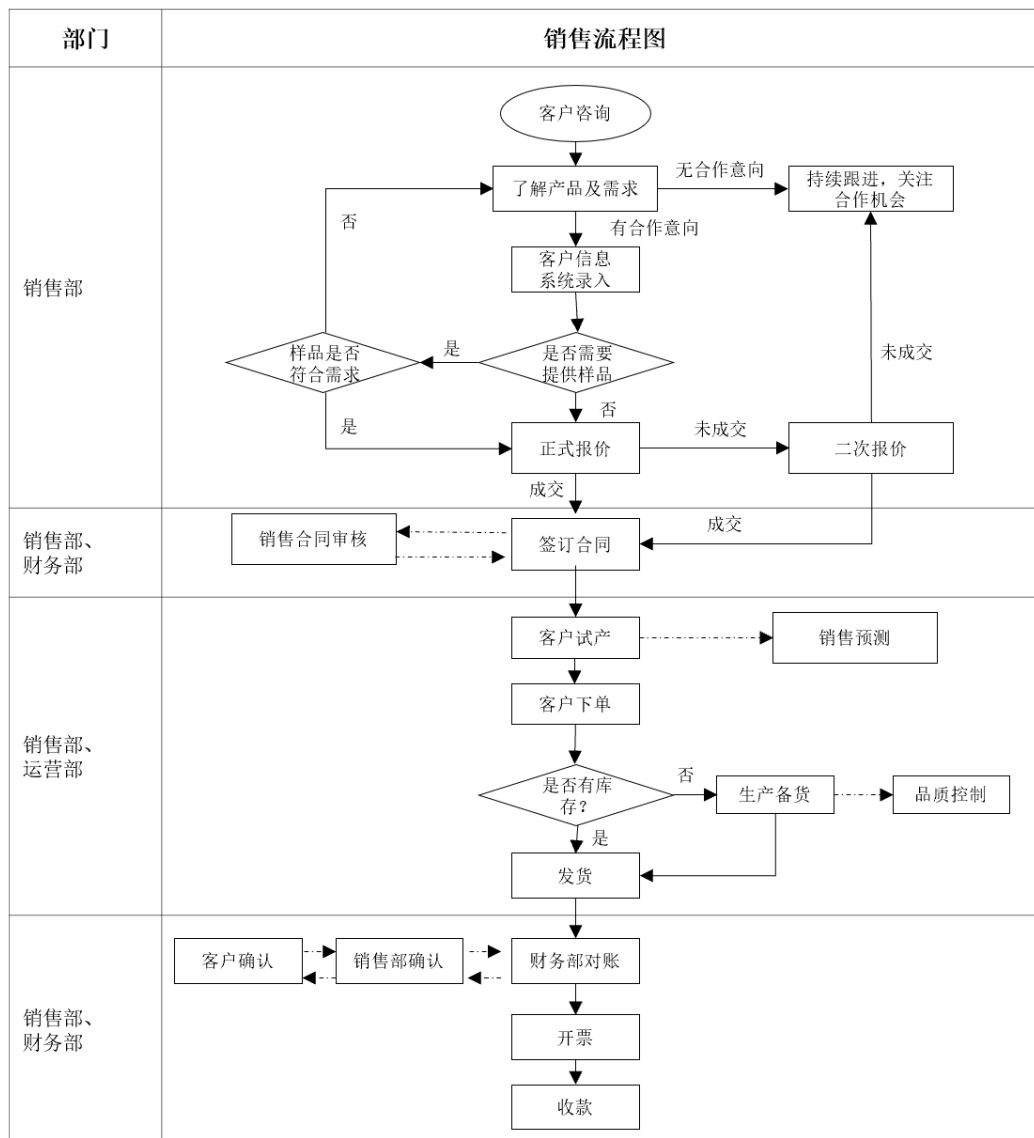 部门
销售流程图
销售部
客户咨询
了解产品及需求
无合作意向
持续跟进，关注
合作机会
否
有合作意向
客户信息
系统录入
样品是否
符合需求
是
是否需要
提供样品
未成交
是
否
正式报价
未成交
二次报价
成交
销售部、
财务部
销售合同审核
签订合同
成交
销售部、
运营部
客户试产
销售预测
客户下单
是否有库
存？
否
生产备货
品质控制
是
发货
销售部、
财务部
客户确认
销售部确认
财务部对账
开票
收款